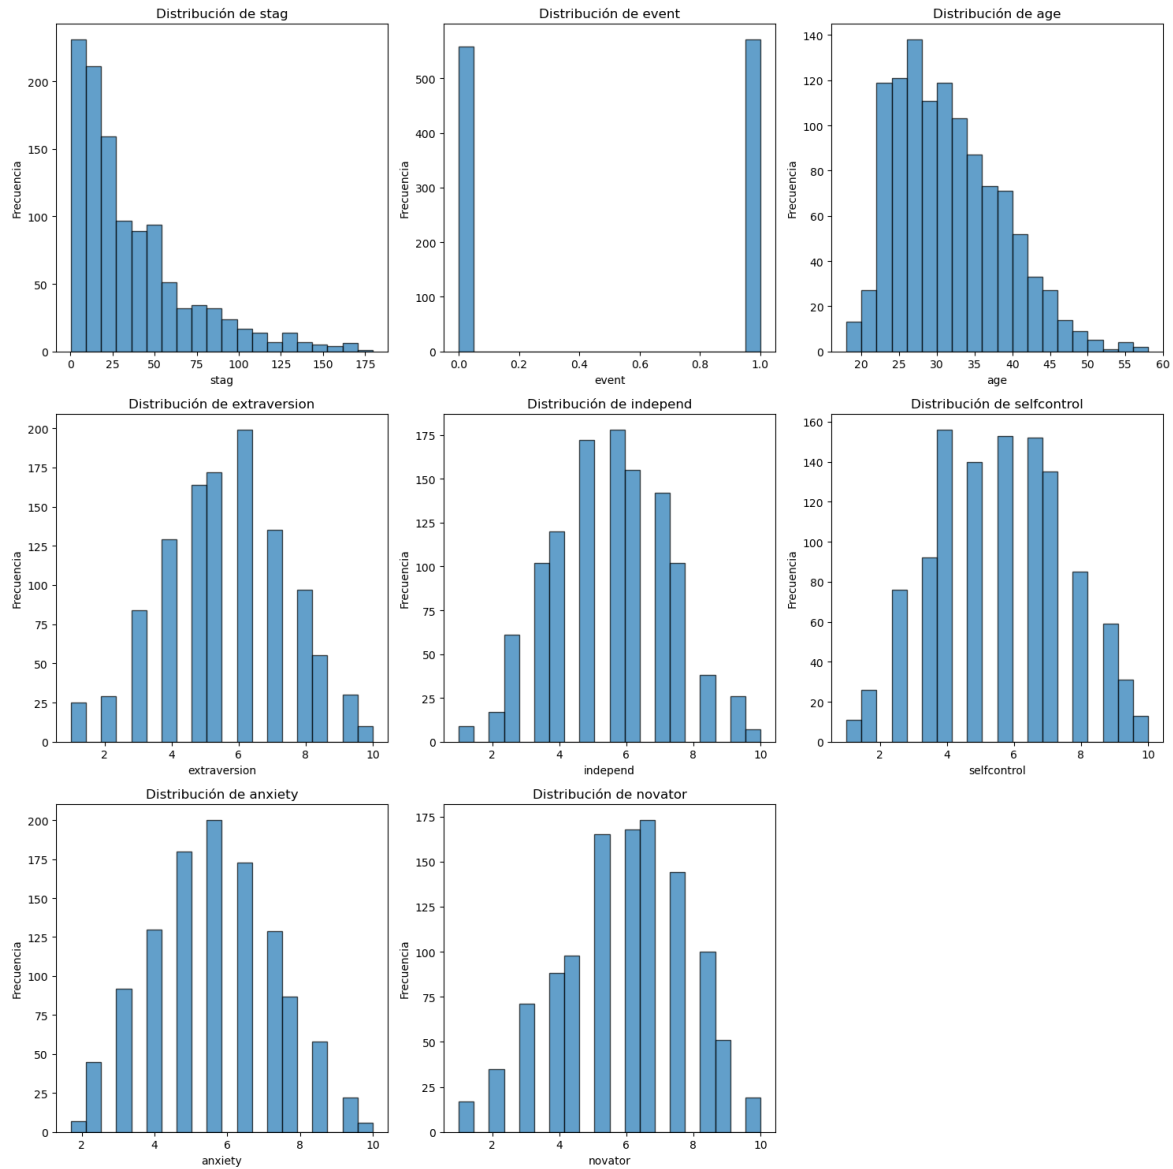 Distribución de stag
Frecuencia
200
150
100
50
0
0 25 50 75 100 125 150 175
stag
Distribución de event
Frecuencia
500
400
300
200
100
0
0.0 0.2 0.4 0.6 0.8 1.0
event
Distribución de age
Frecuencia
140
120
100
80
60
40
20
0
20 25 30 35 40 45 50 55 60
age
Distribución de extraversion
Frecuencia
200
175
150
125
100
75
50
25
0
2 4 6 8 10
extraversion
Distribución de independ
Frecuencia
175
150
125
100
75
50
25
0
2 4 6 8 10
independ
Distribución de selfcontrol
Frecuencia
160
140
120
100
80
60
40
20
0
2 4 6 8 10
selfcontrol
Distribución de anxiety
Frecuencia
200
175
150
125
100
75
50
25
0
2 4 6 8 10
anxiety
Distribución de novator
Frecuencia
175
150
125
100
75
50
25
0
2 4 6 8 10
novator